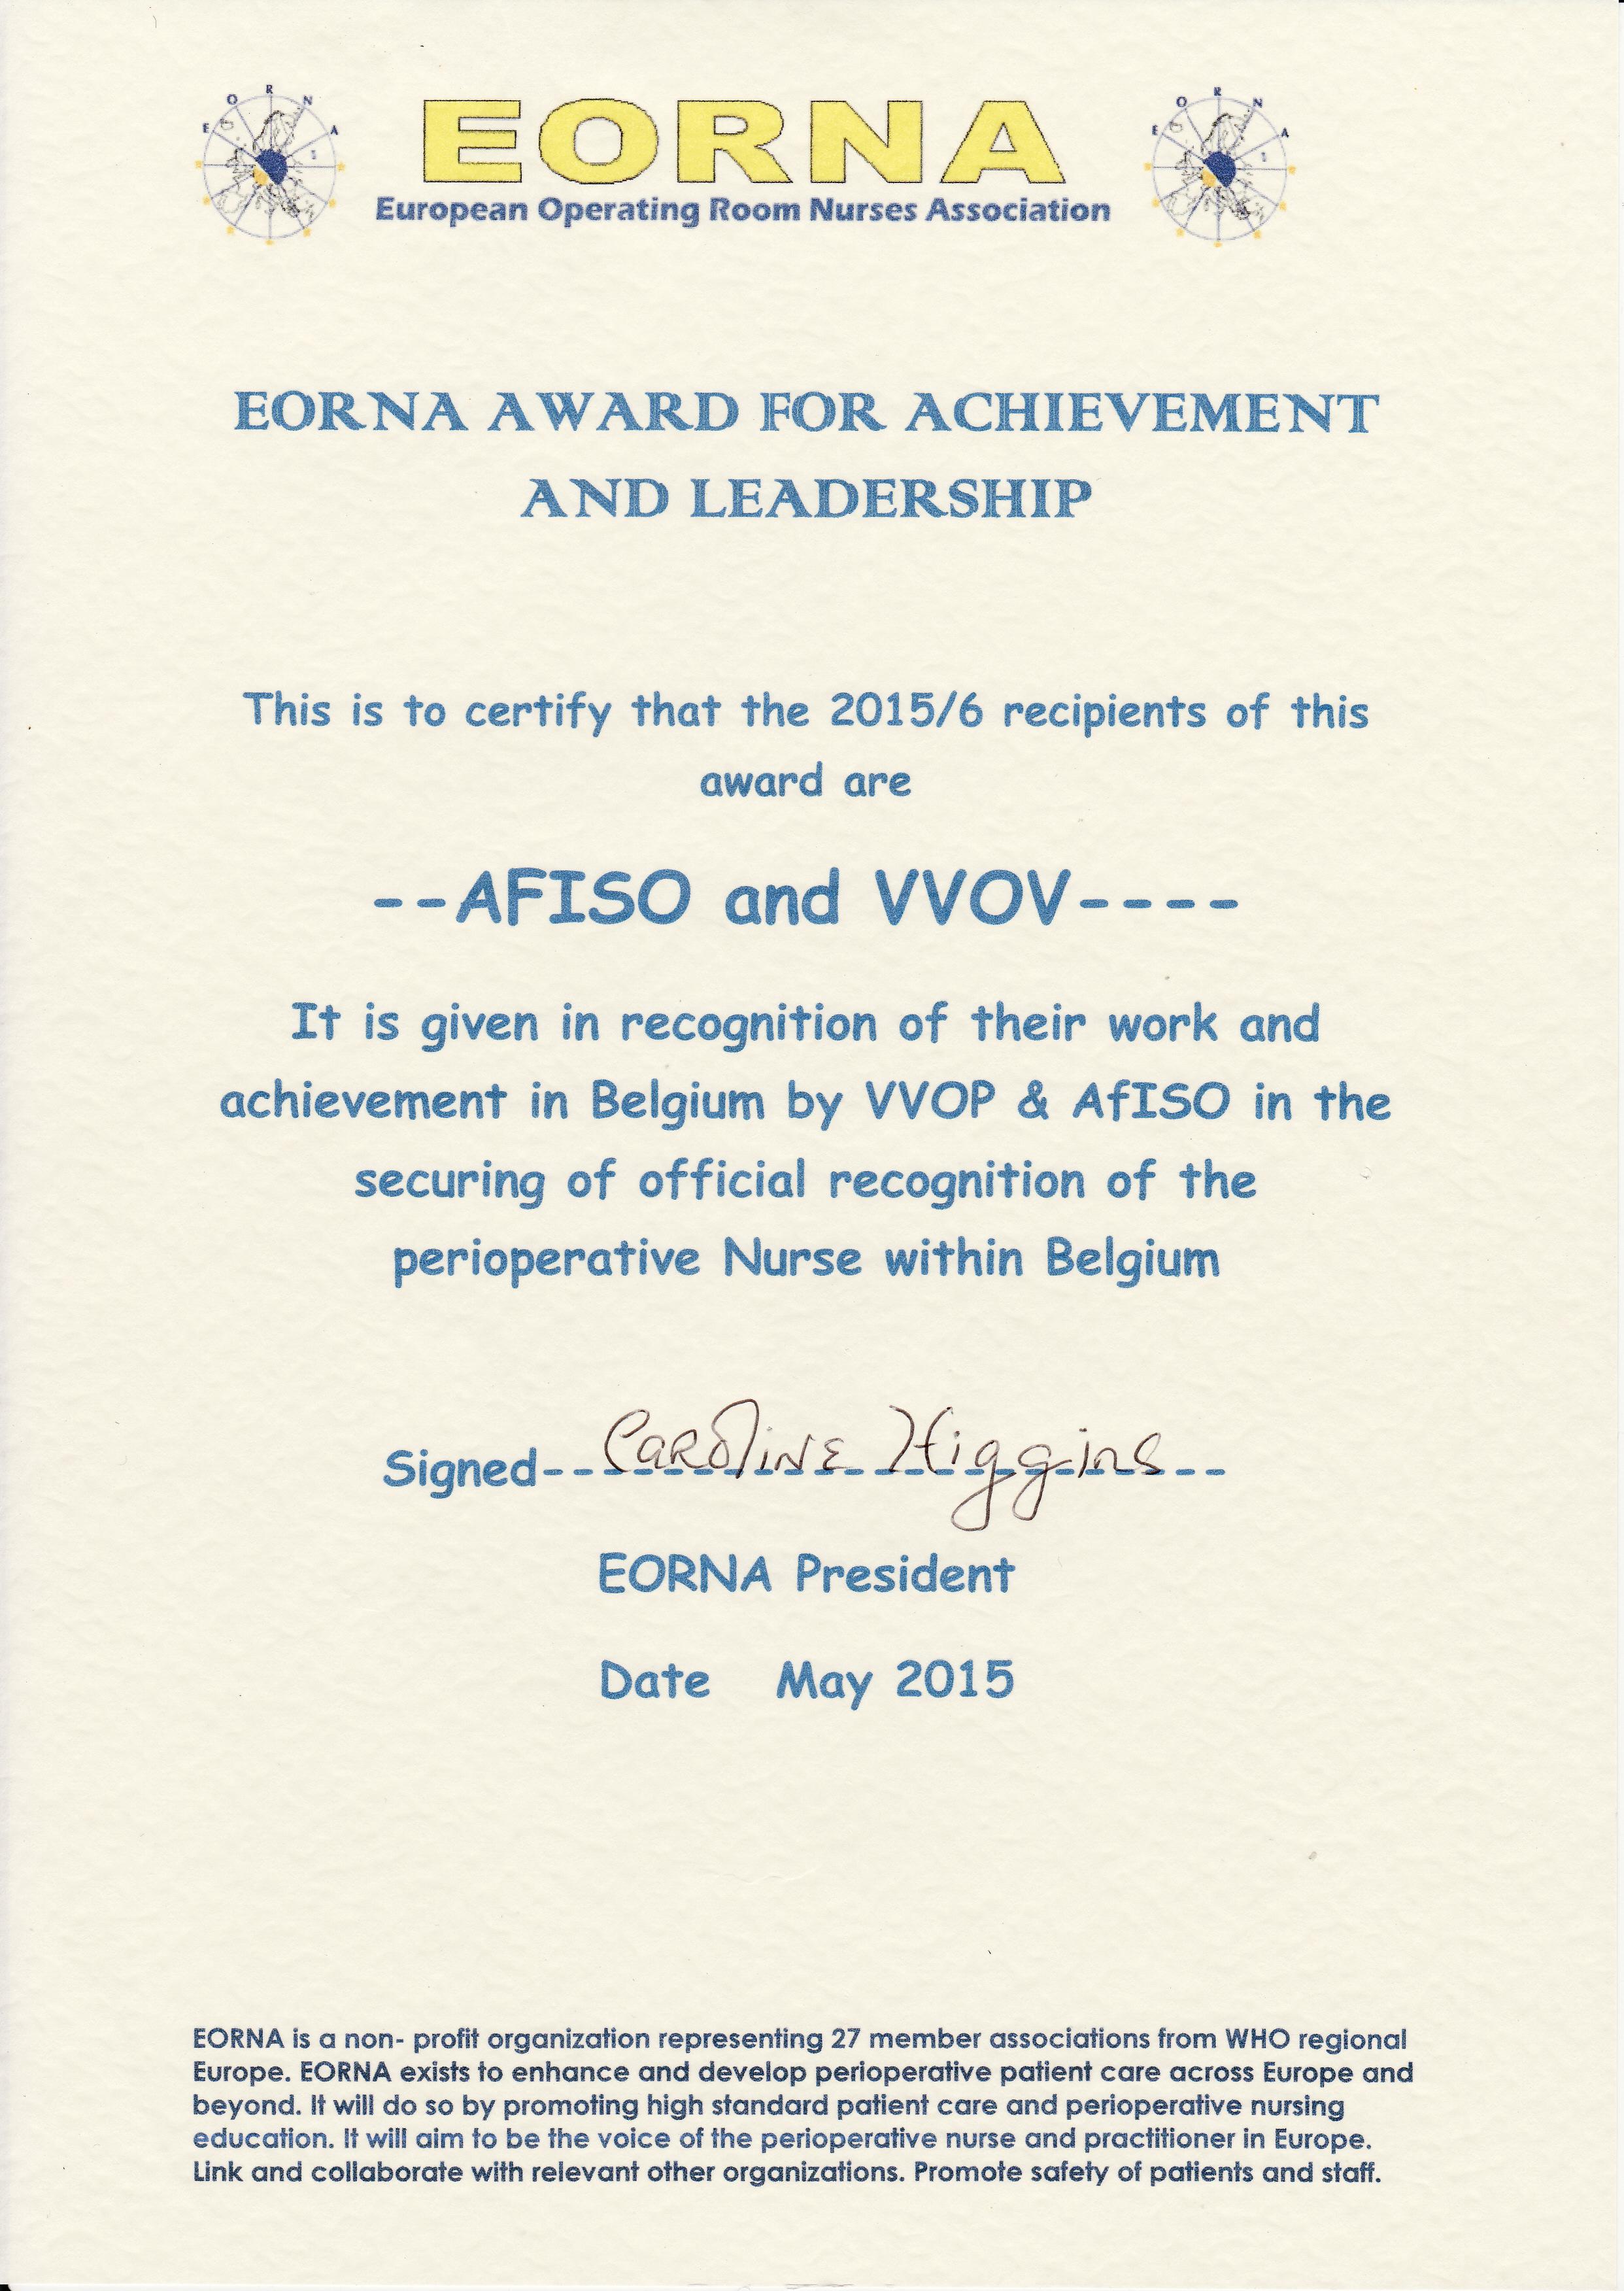 E O R N A
EORNA
European Operating Room Nurses Association
E O R N A
EORNA AWARD FOR ACHIEVEMENT
AND LEADERSHIP
This is to certify that the 2015/6 recipients of this
award are
--AFISO and VVOV----
It is given in recognition of their work and
achievement in Belgium by VVOP & AfISO in the
securing of official recognition of the
perioperative Nurse within Belgium
Signed-- Caroline Higgins --
EORNA President
Date May 2015
EORNA is a non- profit organization representing 27 member associations from WHO regional
Europe. EORNA exists to enhance and develop perioperative patient care across Europe and
beyond. It will do so by promoting high standard patient care and perioperative nursing
education. It will aim to be the voice of the perioperative nurse and practitioner in Europe.
Link and collaborate with relevant other organizations. Promote safety of patients and staff.